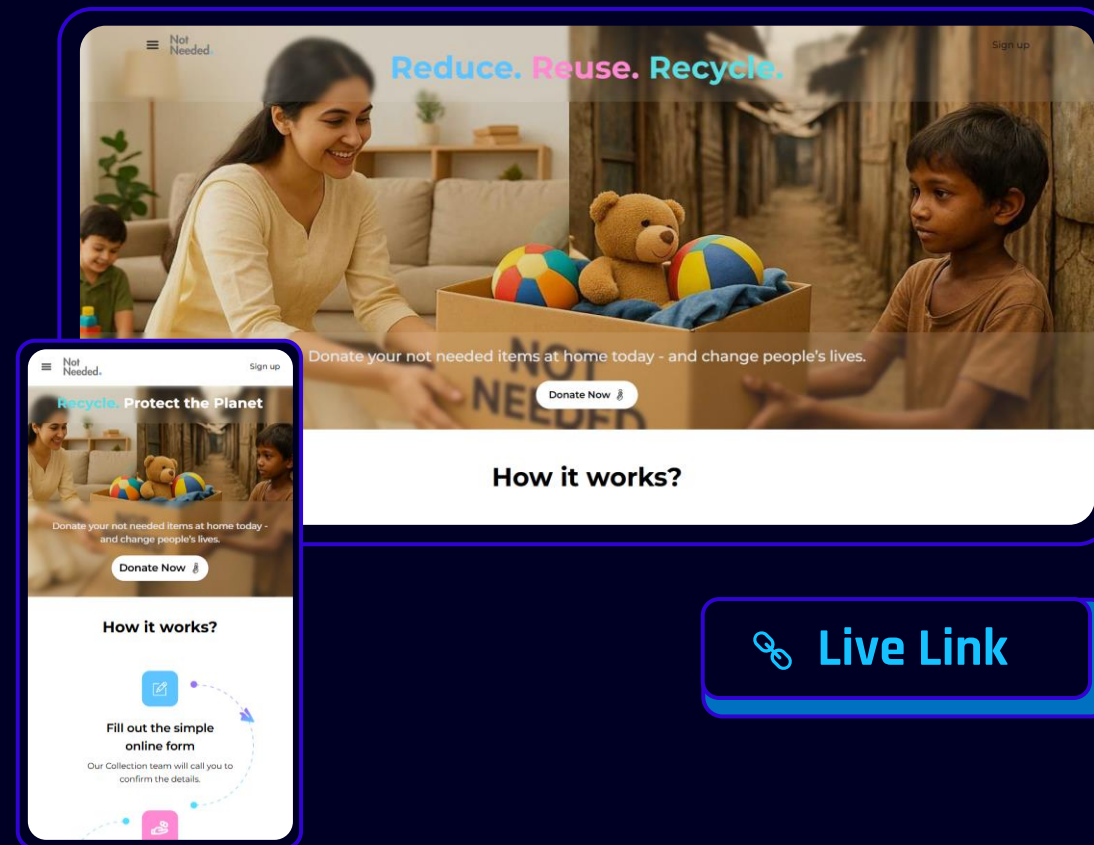 Not
Needed.
Reduce. Reuse. Recycle.
Sign up
Donate your not needed items at home today - and change people's lives.
NOT
NEEDED
Donate Now
How it works?
Not
Needed.
Sign up
Recycle. Protect the Planet
Donate your not needed items at home today -
and change people's lives.
Donate Now
How it works?
Fill out the simple
online form
Our Collection team will call you to
confirm the details.
Live Link